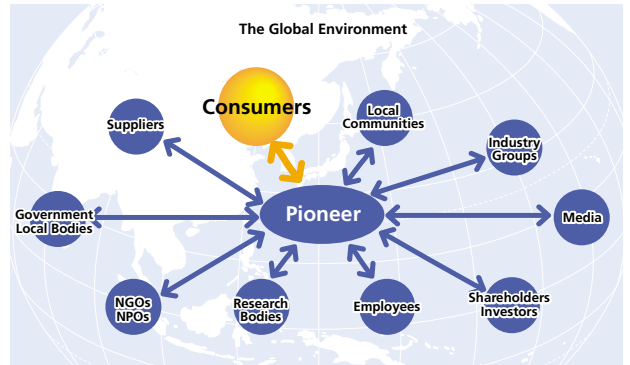 The Global Environment
Consumers
Suppliers
Local
Communities
Industry
Groups
Government
Local Bodies
Pioneer
Media
NGOs
NPOs
Research
Bodies
Employees
Shareholders
Investors